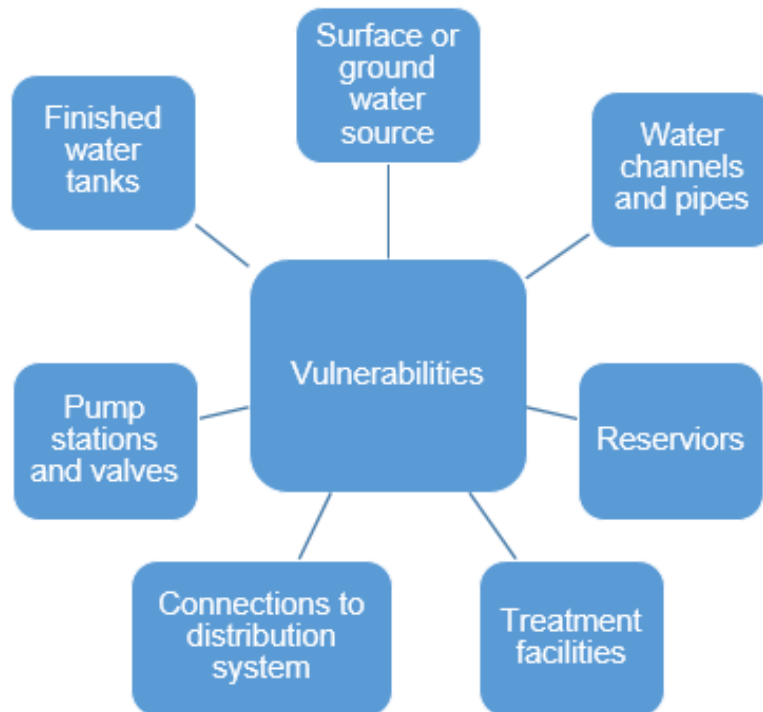 Surface or
ground
water
source
Finished
water
tanks
Water
channels
and pipes
Vulnerabilities
Pump
stations
and valves
Reserviors
Connections to
distribution
system
Treatment
facilities